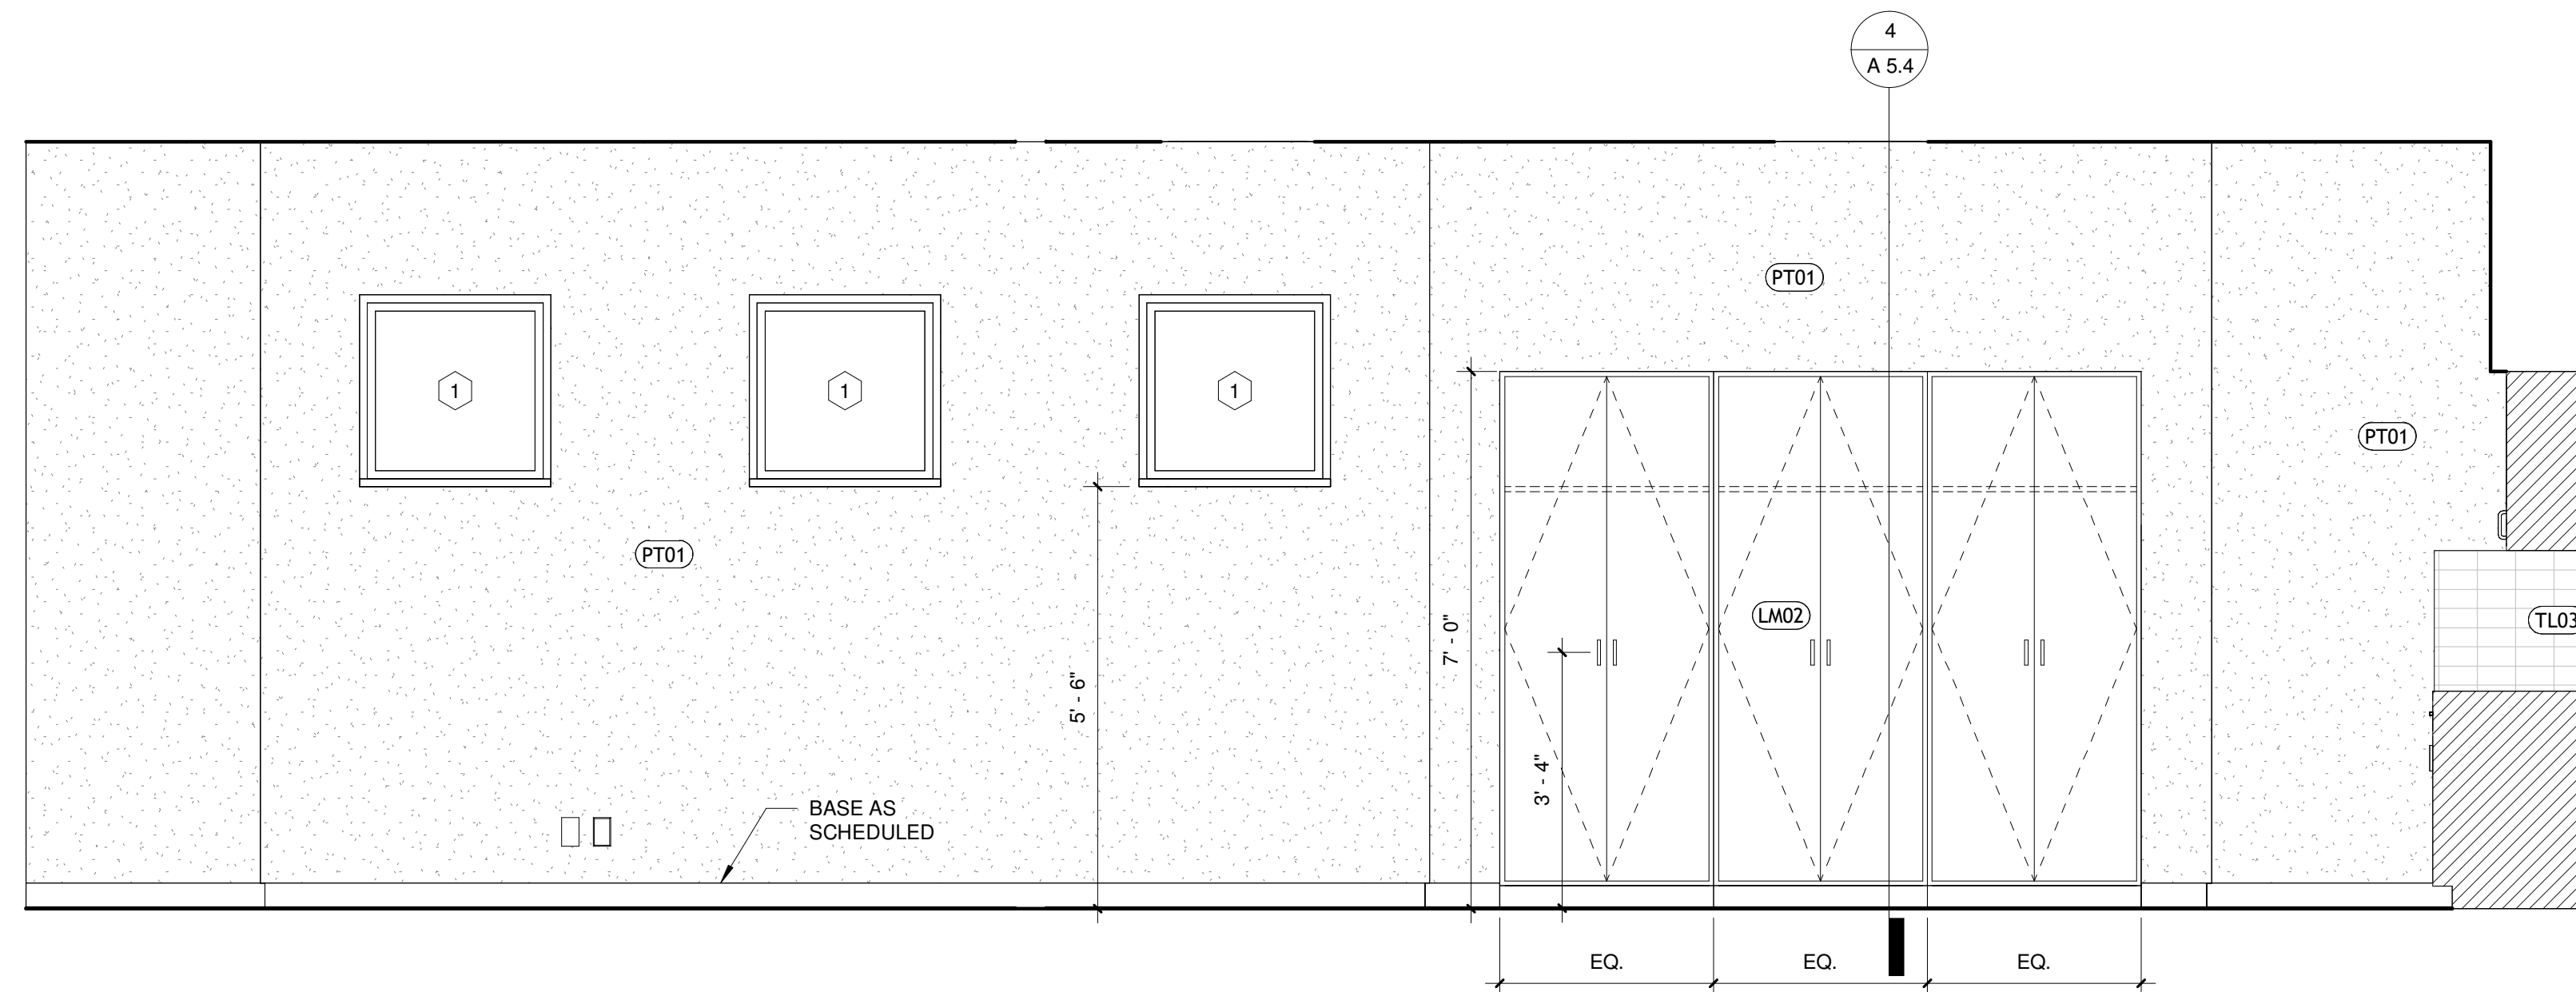 4
A 5.4
PT01
1
1
1
PT01
PT01
LM02
TL03
7' - 0"
5' - 6"
3' - 4"
BASE AS
SCHEDULED
EQ.
EQ.
EQ.